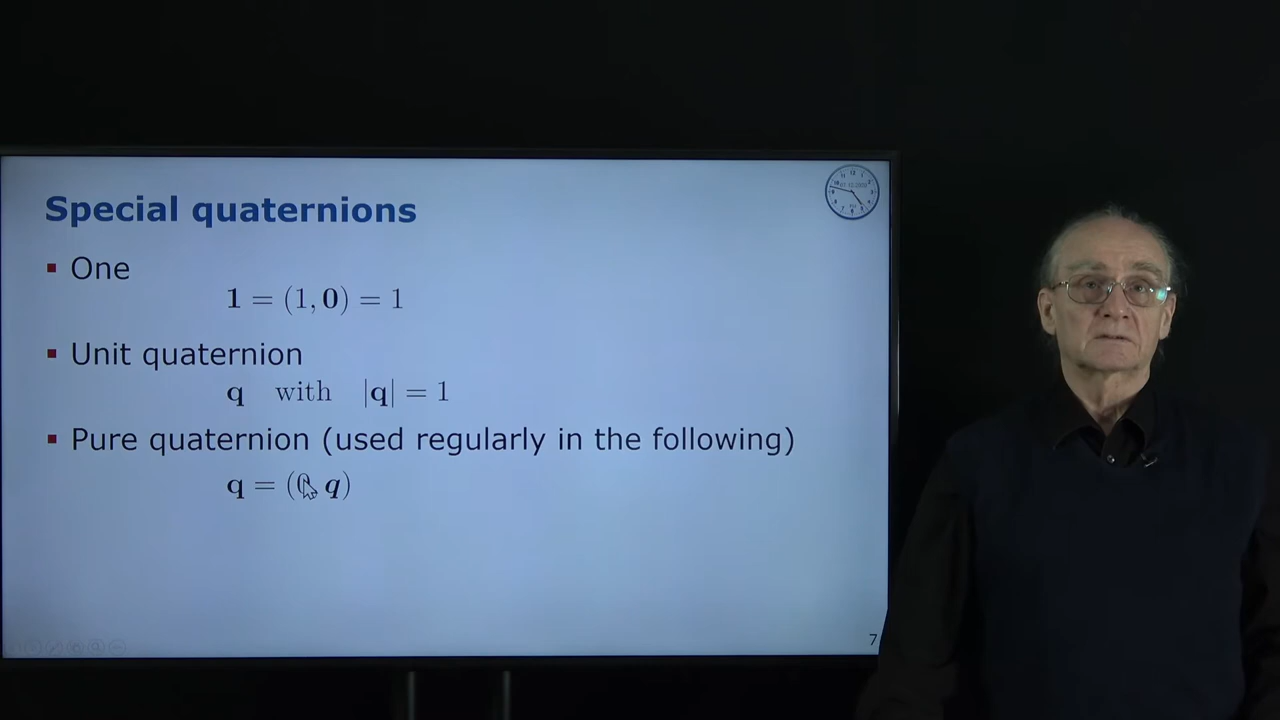 Special quaternions
▪ One
𝟏 = (1, 𝟎) = 1
▪ Unit quaternion
𝐪 with |𝐪| = 1
▪ Pure quaternion (used regularly in the following)
𝐪 = (0, 𝒒)
7